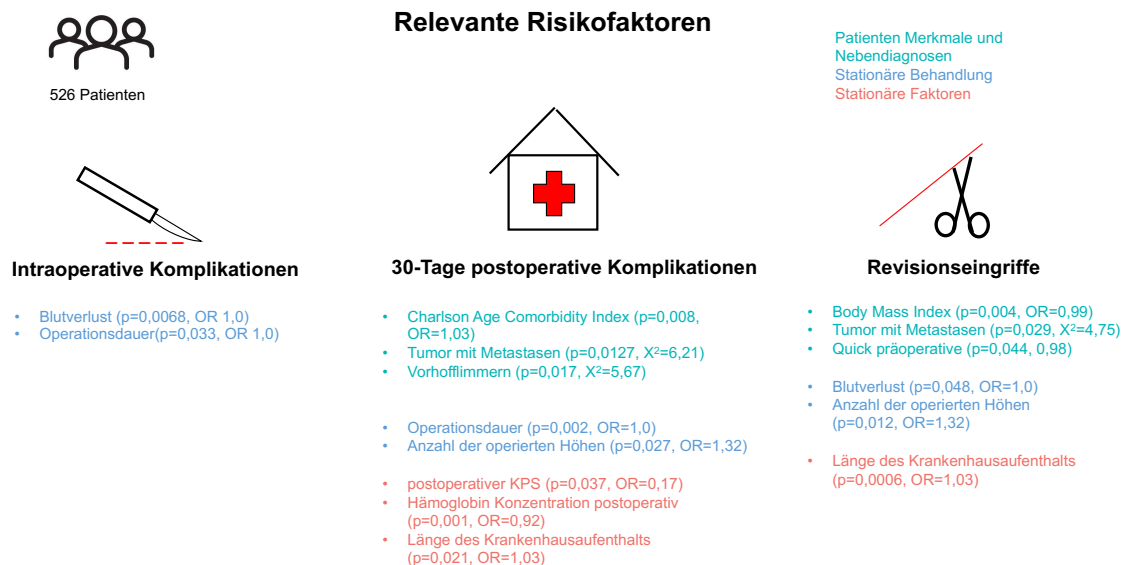 Relevante Risikofaktoren
526 Patienten
Patienten Merkmale und
Nebendiagnosen
Stationäre Behandlung
Stationäre Faktoren
Intraoperative Komplikationen
• Blutverlust (p=0,0068, OR 1,0)
• Operationsdauer(p=0,033, OR 1,0)
30-Tage postoperative Komplikationen
• Charlson Age Comorbidity Index (p=0,008,
OR=1,03)
• Tumor mit Metastasen (p=0,0127, X²=6,21)
• Vorhofflimmern (p=0,017, X²=5,67)
• Operationsdauer (p=0,002, OR=1,0)
• Anzahl der operierten Höhen (p=0,027, OR=1,32)
• postoperativer KPS (p=0,037, OR=0,17)
• Hämoglobin Konzentration postoperativ
(p=0,001, OR=0,92)
• Länge des Krankenhausaufenthalts
(p=0,021, OR=1,03)
Revisionseingriffe
• Body Mass Index (p=0,004, OR=0,99)
• Tumor mit Metastasen (p=0,029, X²=4,75)
• Quick präoperative (p=0,044, 0,98)
• Blutverlust (p=0,048, OR=1,0)
• Anzahl der operierten Höhen
(p=0,012, OR=1,32)
• Länge des Krankenhausaufenthalts
(p=0,0006, OR=1,03)